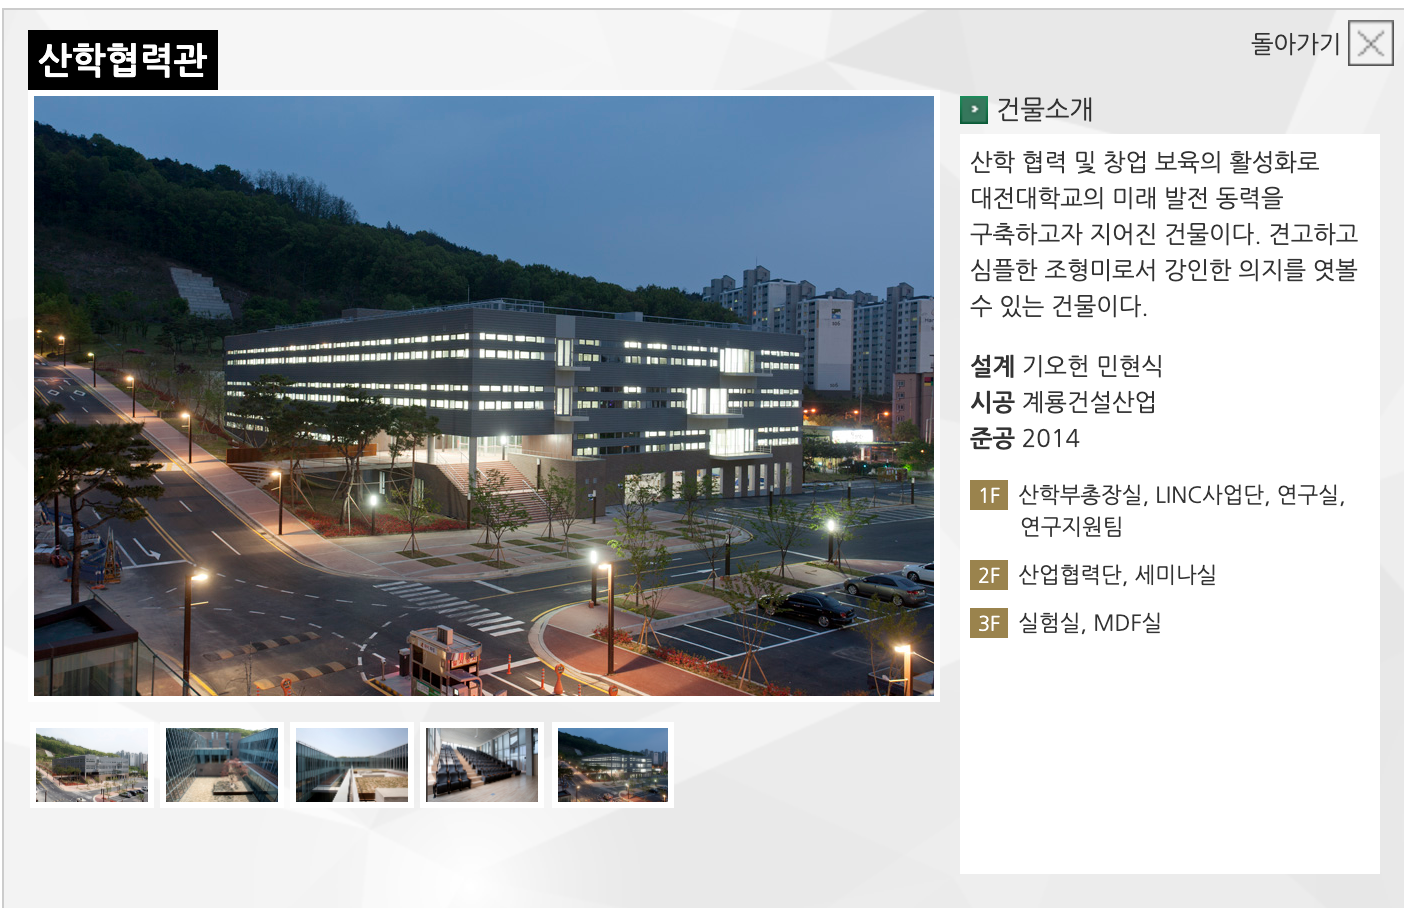 산학협력관
돌아가기
건물소개
산학 협력 및 창업 보육의 활성화로
대전대학교의 미래 발전 동력을
구축하고자 지어진 건물이다. 견고하고
심플한 조형미로서 강인한 의지를 엿볼
수 있는 건물이다.
설계 기오헌 민현식
시공 계룡건설산업
준공 2014
1F 산학부총장실, LINC사업단, 연구실,
연구지원팀
2F 산업협력단, 세미나실
3F 실험실, MDF실